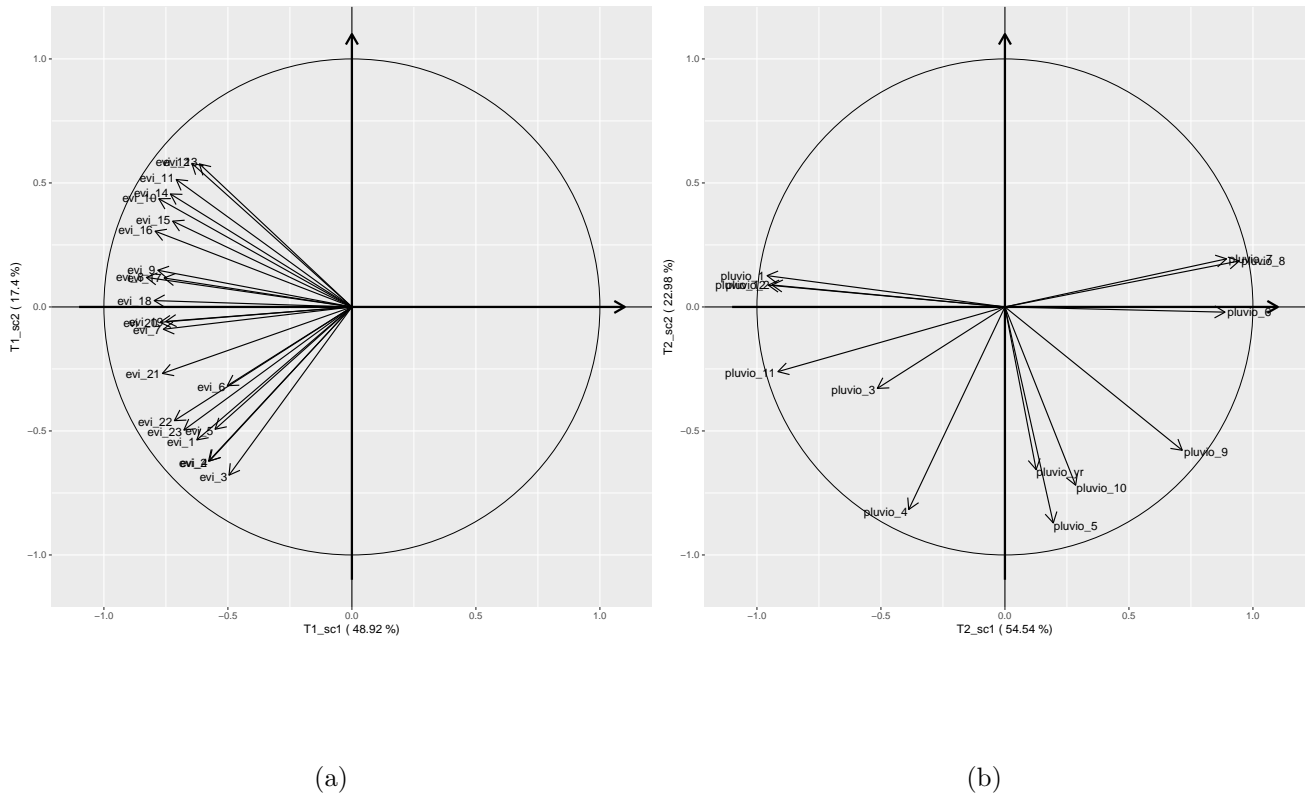 1.0
0.5
0.0
−0.5
−1.0
T1_sc2 ( 17.4 %)
evi_11
evi_14
evi_10
evi_15
evi_16
evi_9
evi_18
evi_7
evi_21
evi_6
evi_22
evi_23
evi_5
evi_1
evi_3
−1.0
−0.5
0.0
0.5
1.0
T1_sc1 ( 48.92 %)
(a)
1.0
0.5
0.0
−0.5
−1.0
T2_sc2 ( 22.98 %)
pluvio_1
pluvio_7
pluvio_8
pluvio_6
pluvio_11
pluvio_3
pluvio_9
pluvio_yr
pluvio_10
pluvio_4
pluvio_5
−1.0
−0.5
0.0
0.5
1.0
T2_sc1 ( 54.54 %)
(b)